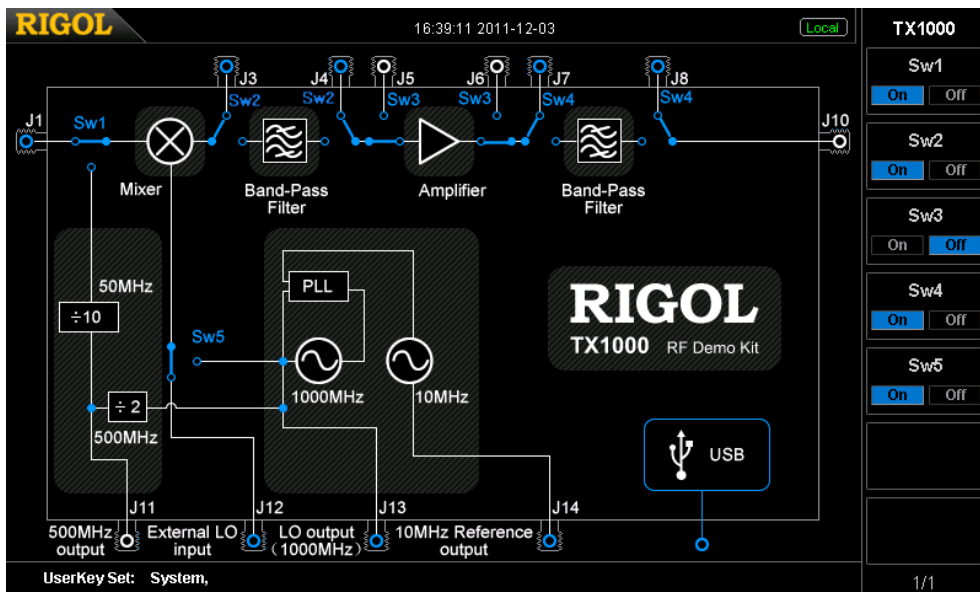 RIGOL
16:39:11 2011-12-03
Local
TX1000
J1
Sw1
J3
Sw2
J4
Sw2
J5
Sw3
J6
Sw3
J7
Sw4
J8
Sw4
J10
Mixer
Band-Pass
Filter
Amplifier
Band-Pass
Filter
50MHz
÷10
÷ 2
500MHz
Sw5
PLL
1000MHz
10MHz
RIGOL
TX1000 RF Demo Kit
USB
J11
500MHz
output
J12
External LO
input
J13
LO output
(1000MHz)
J14
10MHz Reference
output
UserKey Set: System,
Sw1
On Off
Sw2
On Off
Sw3
On Off
Sw4
On Off
Sw5
On Off
1/1